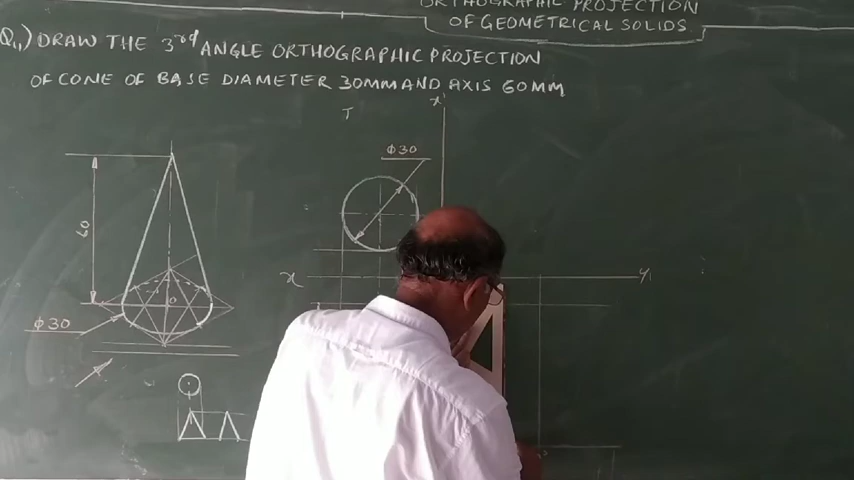 ORTHOGRAPHIC PROJECTION
OF GEOMETRICAL SOLIDS
Q11) DRAW THE 3rd ANGLE ORTHOGRAPHIC PROJECTION
OF CONE OF BASE DIAMETER 30MM AND AXIS 60MM
x'
T
φ30
60
x
y
o
φ30